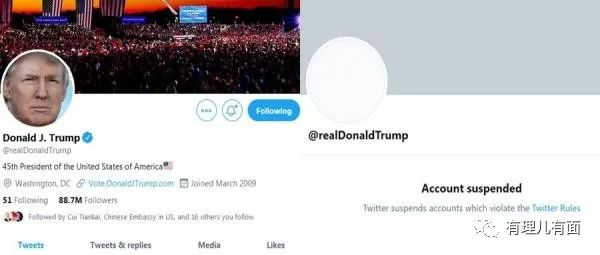 Following
Donald J. Trump
@realDonaldTrump
45th President of the United States of America
Washington, DC Vote.DonaldJTrump.com Joined March 2009
51 Following 88.7M Followers
Followed by Cui Tiankai, Chinese Embassy in US, and 16 others you follow
Tweets Tweets & replies Media Likes
@realDonaldTrump
Account suspended
Twitter suspends accounts which violate the Twitter Rules
有理儿有面